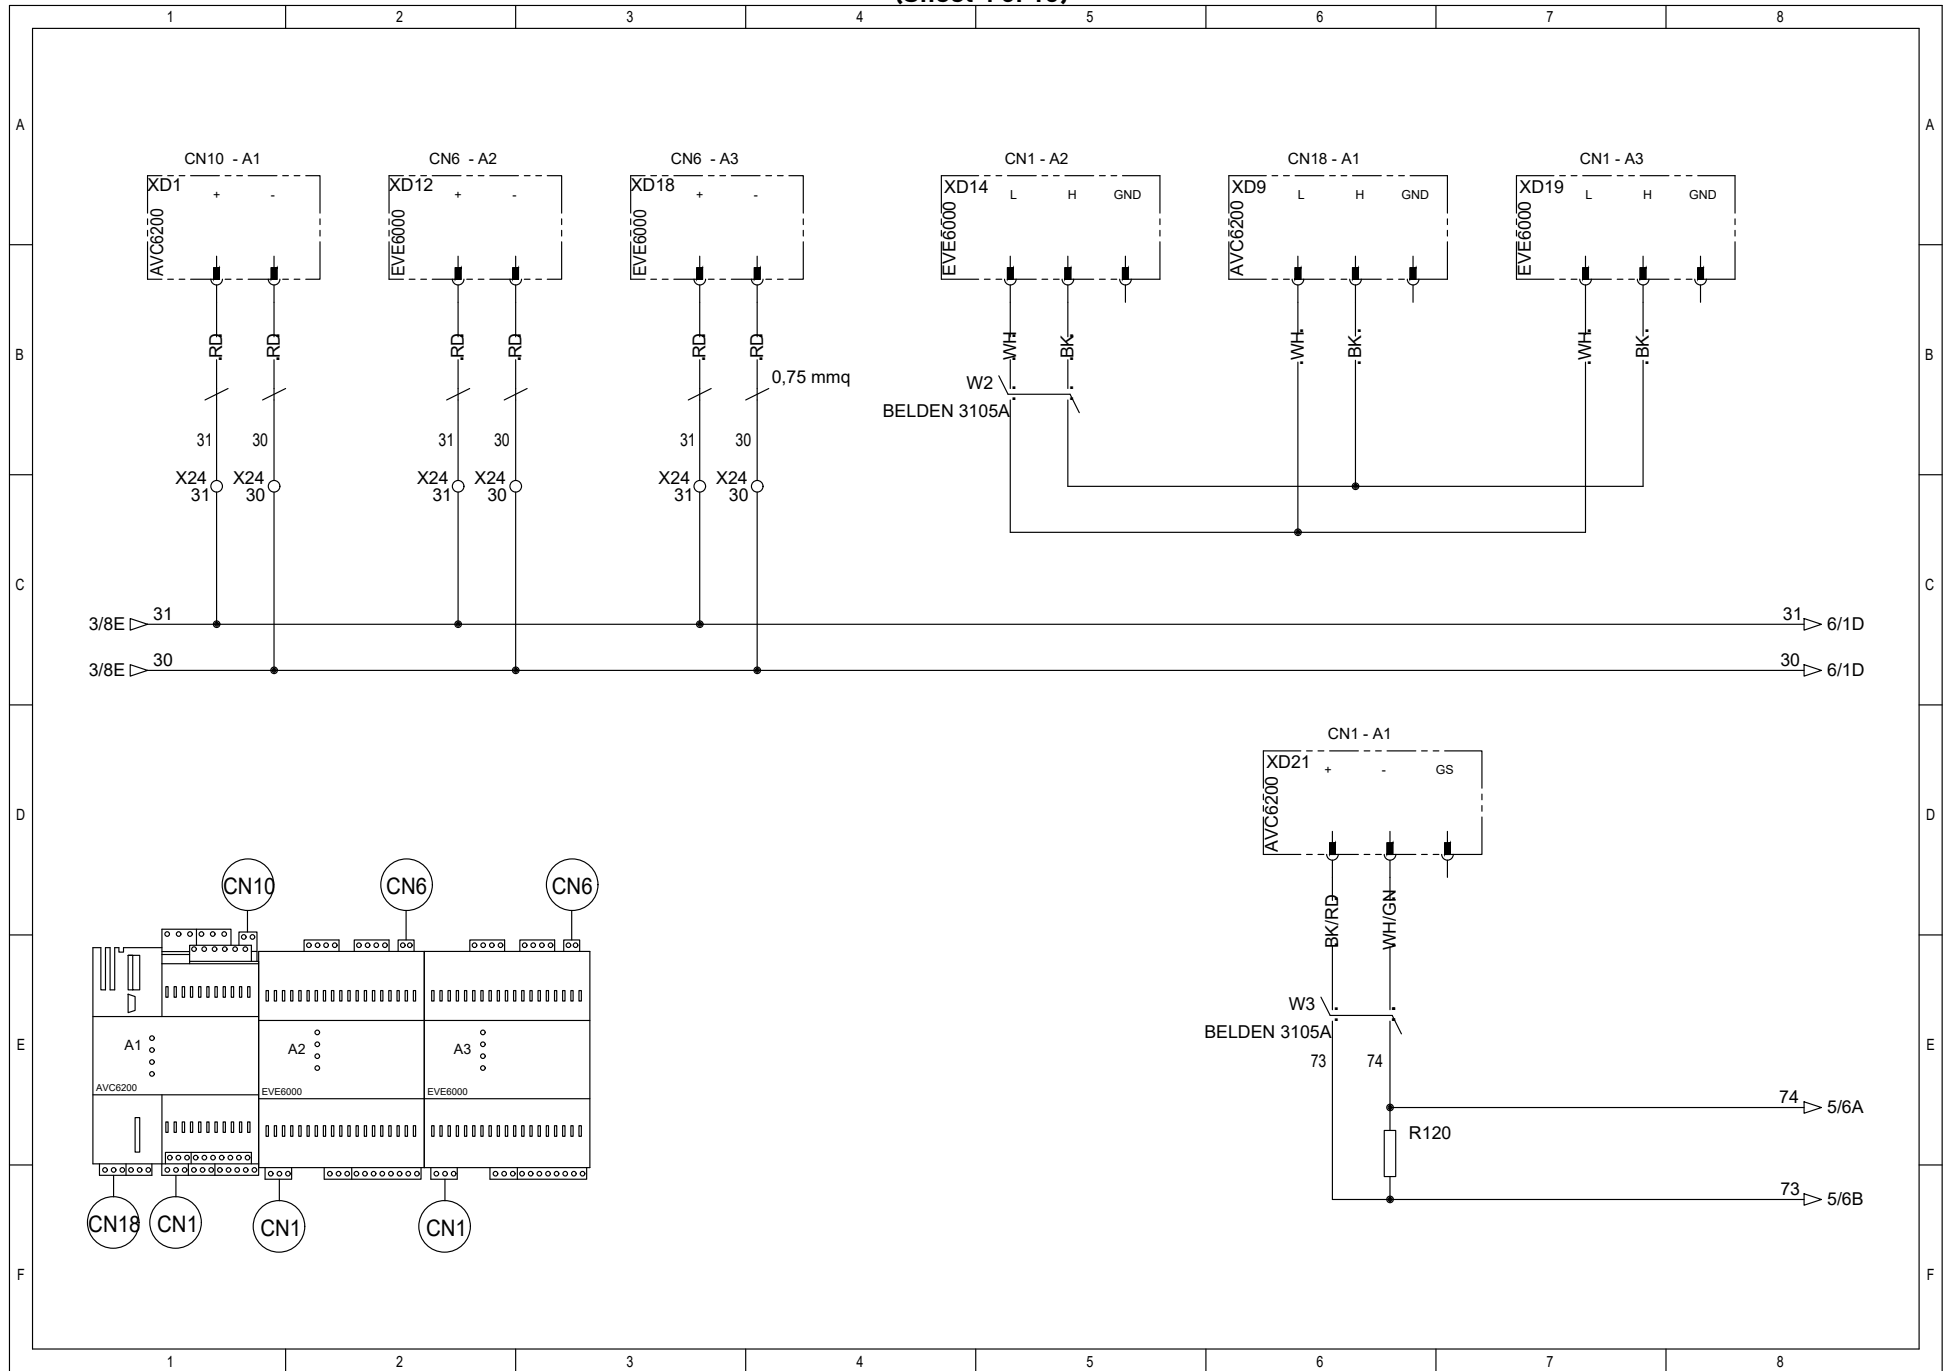 1 2 3 4 5 6 7 8
A A
CN10 - A1 CN6 - A2 CN6 - A3 CN1 - A2 CN18 - A1 CN1 - A3
XD1 + - XD12 + - XD18 + - XD14 L H GND XD9 L H GND XD19 L H GND
AVC6200 EVE6000 EVE6000 EVE6000 AVC6200 EVE6000
B .RD. .RD. .RD. .RD. .RD. .RD. .WH. .BK. .WH. .BK. .WH. .BK. B
0,75 mmq
W2
BELDEN 3105A
31 30 31 30 31 30
X24 X24 X24 X24 X24 X24
31 30 31 30 31 30
C C
3/8E 31 31 6/1D
3/8E 30 30 6/1D
CN1 - A1
XD21 + - GS
AVC6200
D D
CN10 CN6 CN6
BK/RD WH/GN
W3
BELDEN 3105A
E A1 A2 A3 E
73 74
AVC6200 EVE6000 EVE6000
74 5/6A
R120
73 5/6B
CN18 CN1 CN1 CN1
F F
1 2 3 4 5 6 7 8